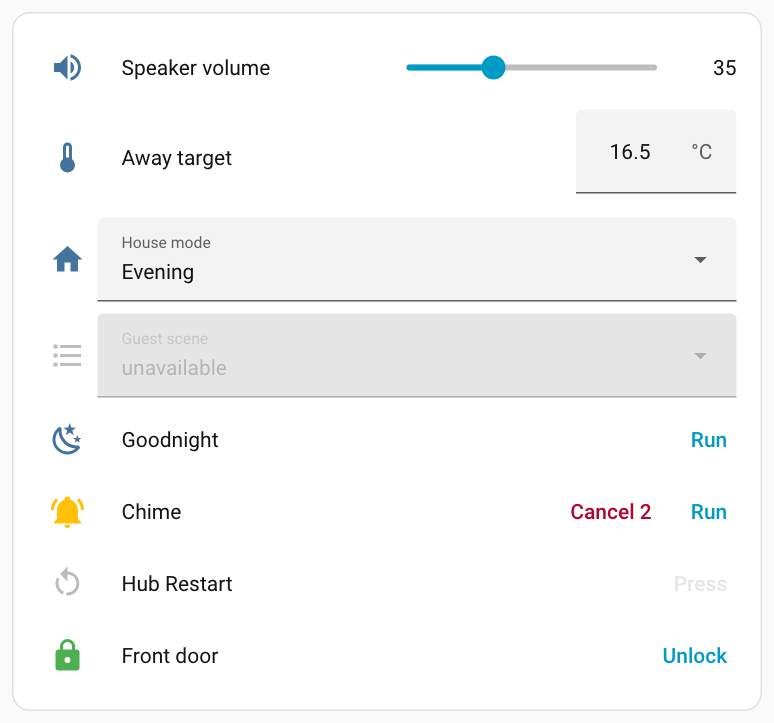 Speaker volume 35
Away target 16.5 °C
House mode
Evening
Guest scene
unavailable
Goodnight Run
Chime Cancel 2 Run
Hub Restart Press
Front door Unlock